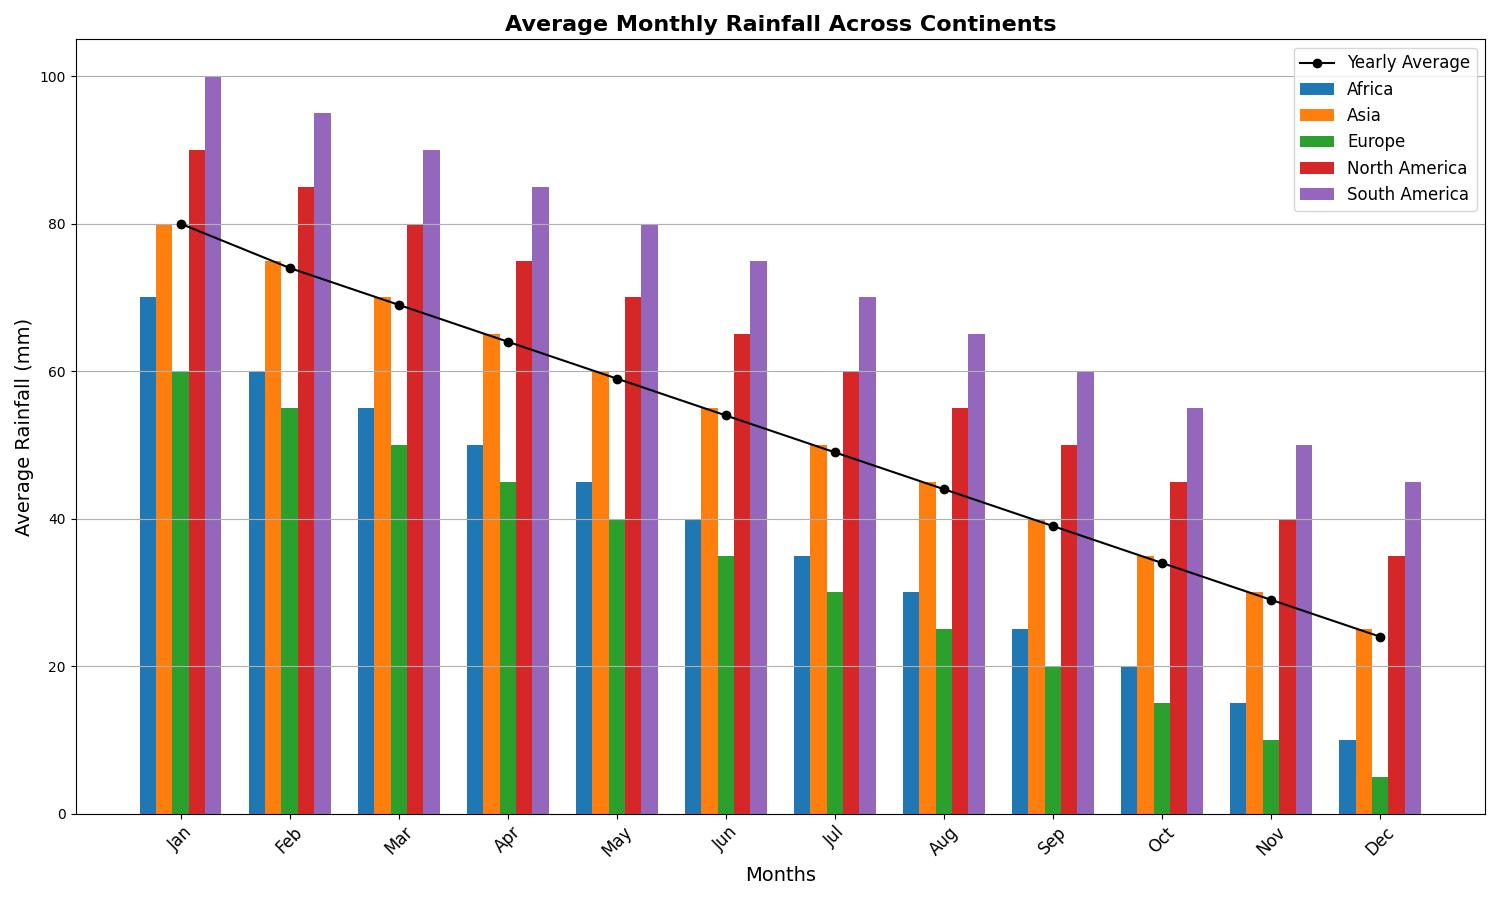 Average Monthly Rainfall Across Continents
Yearly Average
Africa
Asia
Europe
North America
South America
Average Rainfall (mm)
100
80
60
40
20
0
Jan
Feb
Mar
Apr
May
Jun
Jul
Aug
Sep
Oct
Nov
Dec
Months